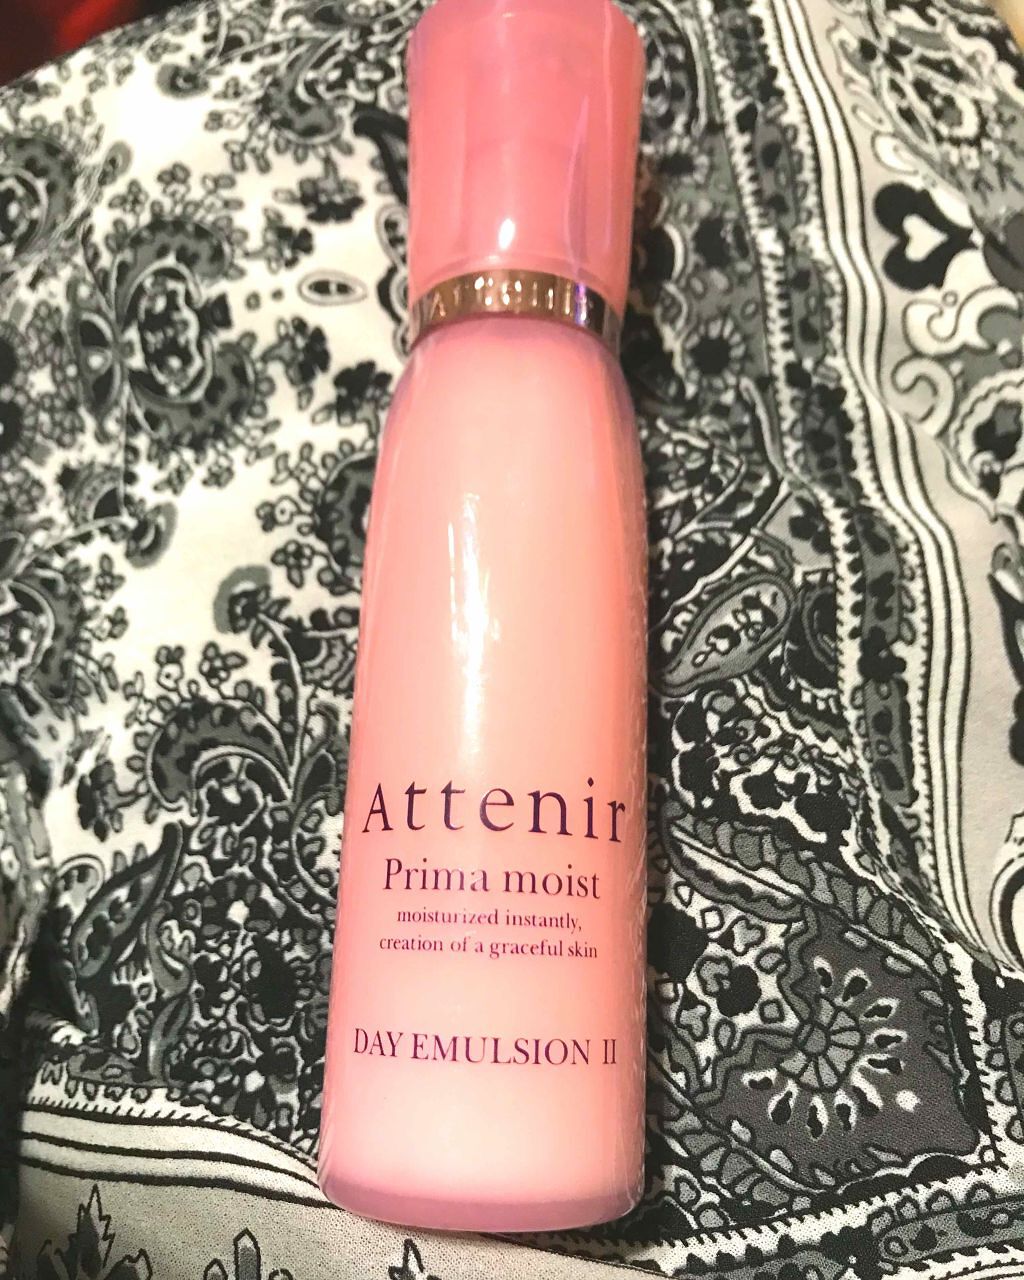 Attenir
Attenir
Prima moist
moisturized instantly,
creation of a graceful skin
DAY EMULSION II